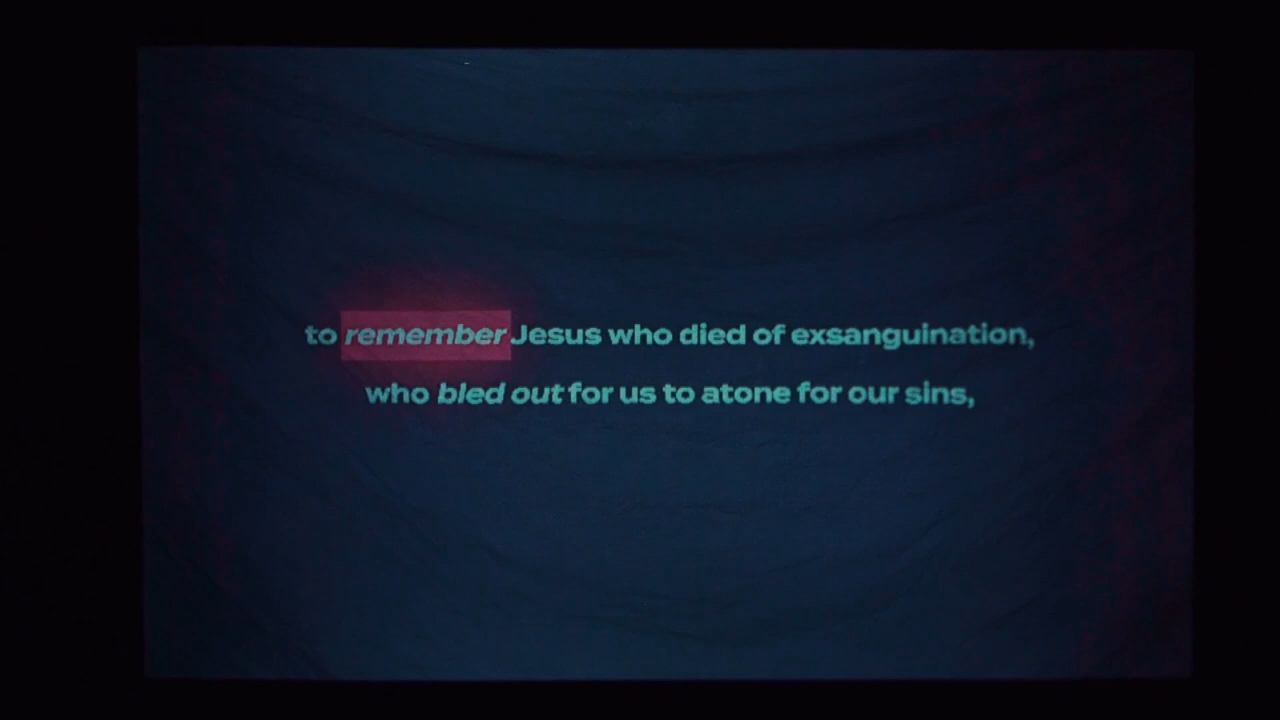 to remember Jesus who died of exsanguination,
who bled out for us to atone for our sins,